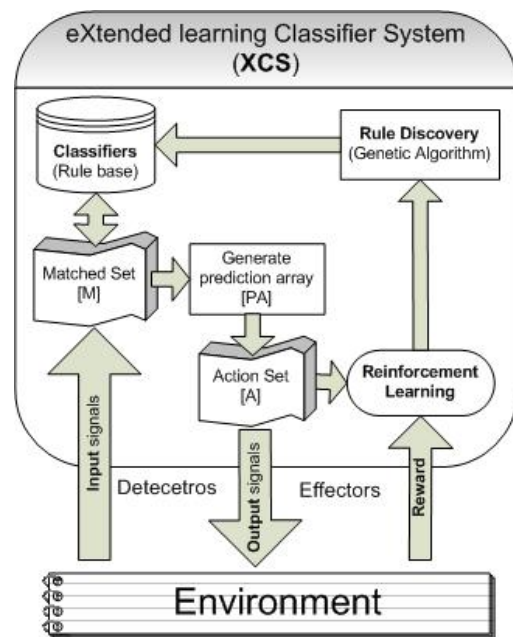 eXtended learning Classifier System
(XCS)
Classifiers
(Rule base)
Rule Discovery
(Genetic Algorithm)
Matched Set
[M]
Generate
prediction array
[PA]
Action Set
[A]
Reinforcement
Learning
Input signals
Detecetros
Output signals
Effectors
Reward
Environment